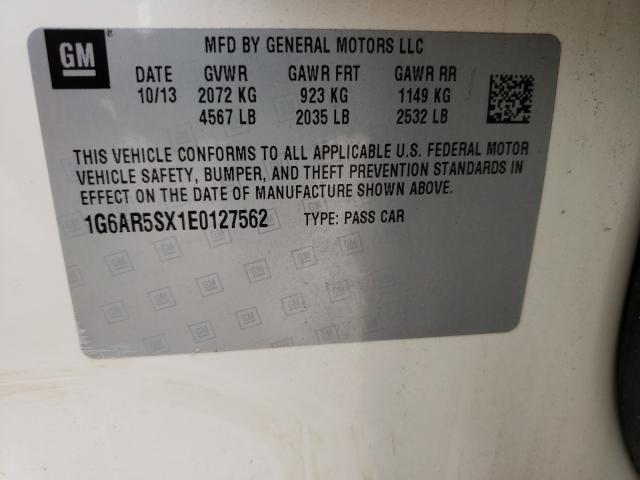 GM MFD BY GENERAL MOTORS LLC
DATE GVWR GAWR FRT GAWR RR
10/13 2072 KG 923 KG 1149 KG
4567 LB 2035 LB 2532 LB
THIS VEHICLE CONFORMS TO ALL APPLICABLE U.S. FEDERAL MOTOR
VEHICLE SAFETY, BUMPER, AND THEFT PREVENTION STANDARDS IN
EFFECT ON THE DATE OF MANUFACTURE SHOWN ABOVE.
1G6AR5SX1E0127562 TYPE: PASS CAR